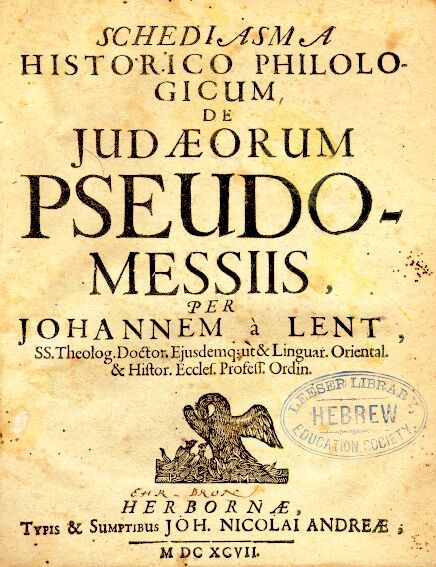 SCHEDIASMA
HISTORICO PHILOLO-
GICUM,
DE
JUDÆORUM
PSEUDO-
MESSIIS,
PER
JOHANNEM à LENT,
SS. Theolog. Doctor. Ejusdemq; ut & Linguar. Oriental.
& Histor. Eccles. Profess. Ordin.
LEESER LIBRARY,
HEBREW
EDUCATION SOCIETY.
HERBORNÆ,
Typis & Sumptibus JOH. NICOLAI ANDREÆ;
M DC XCVII.